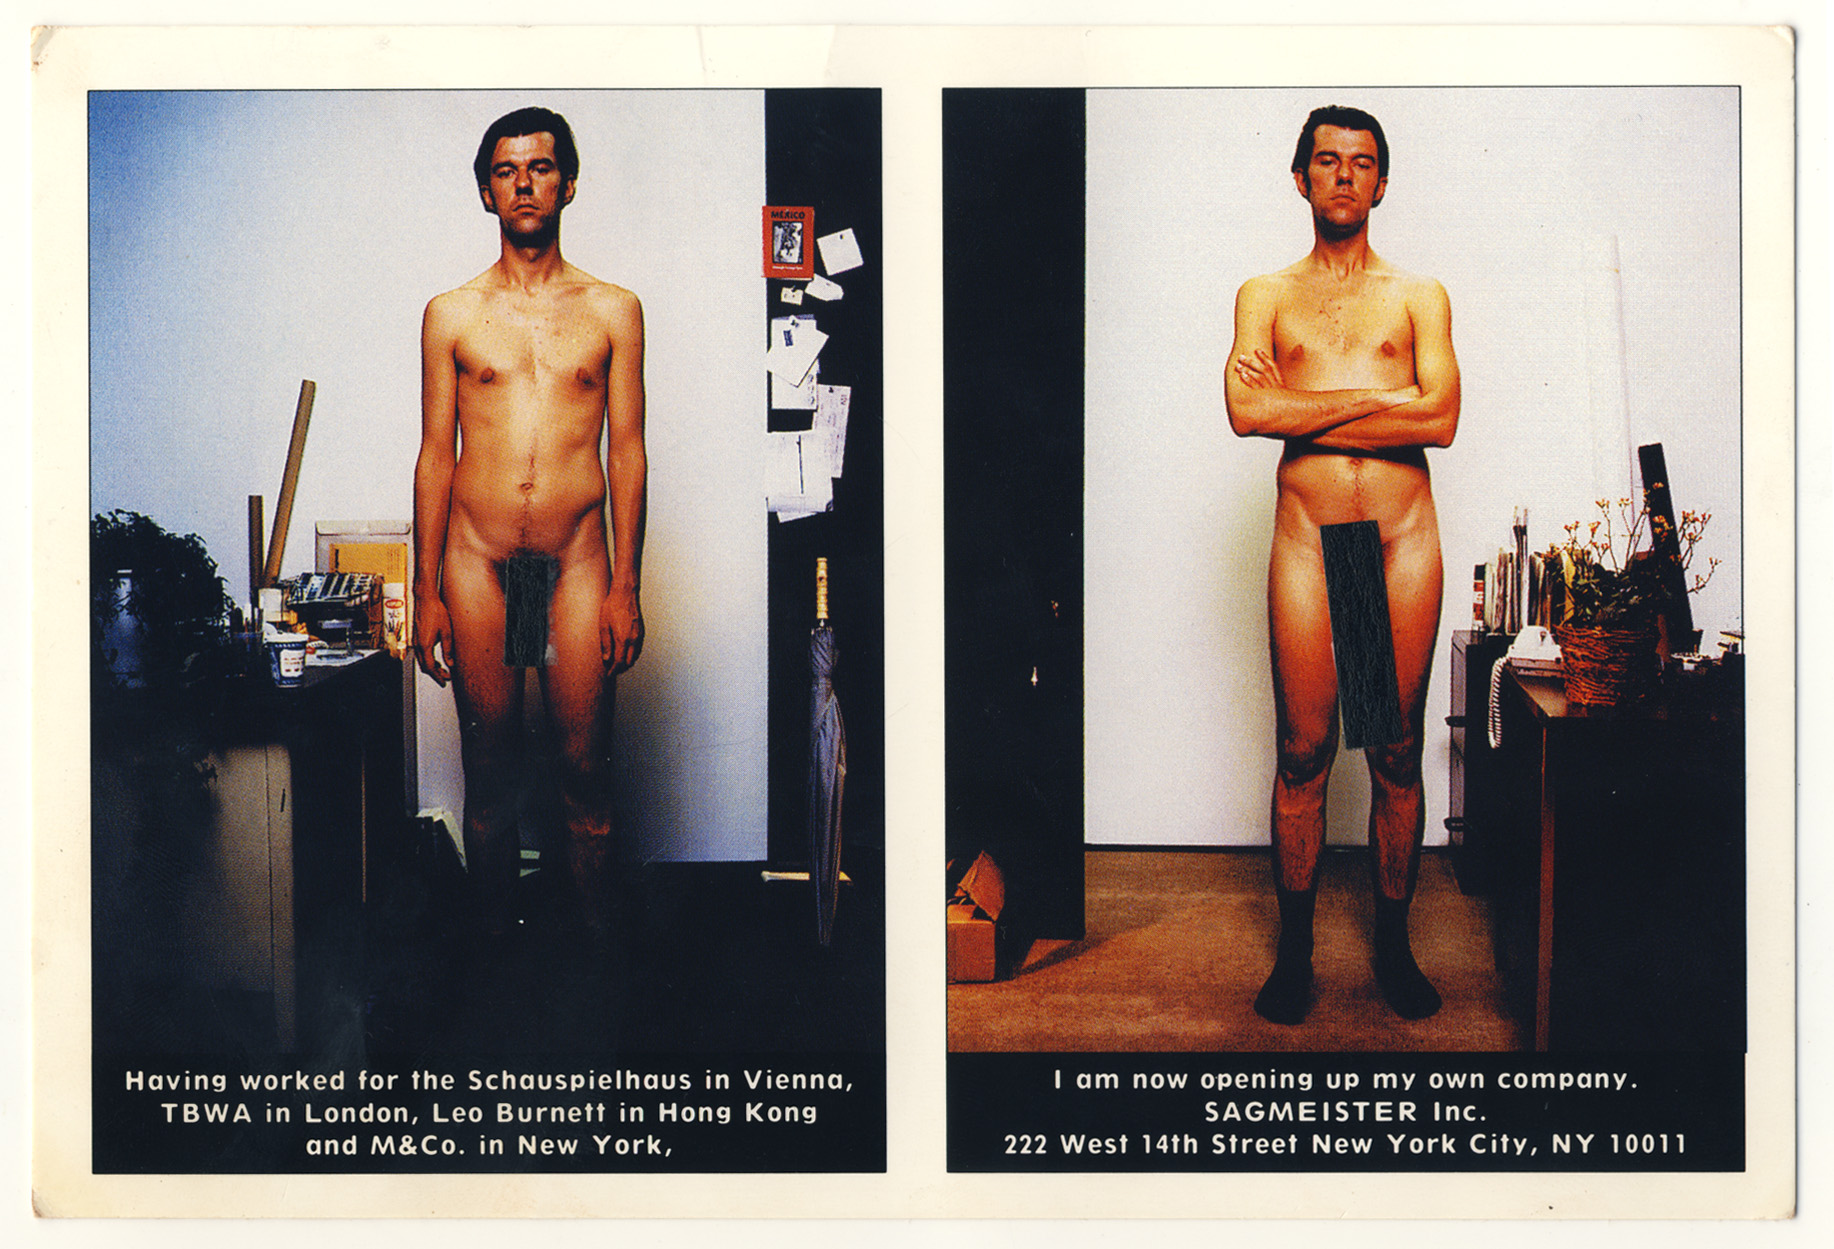 MEXICO
Having worked for the Schauspielhaus in Vienna,
TBWA in London, Leo Burnett in Hong Kong
and M&Co. in New York,
I am now opening up my own company.
SAGMEISTER Inc.
222 West 14th Street New York City, NY 10011